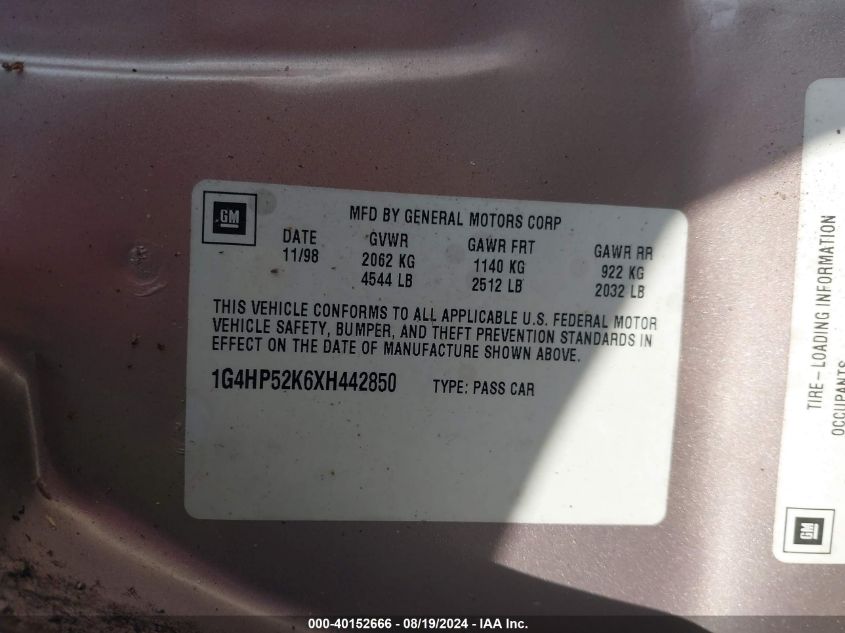 GM
MFD BY GENERAL MOTORS CORP
DATE GVWR GAWR FRT GAWR RR
11/98 2062 KG 1140 KG 922 KG
4544 LB 2512 LB 2032 LB
THIS VEHICLE CONFORMS TO ALL APPLICABLE U.S. FEDERAL MOTOR
VEHICLE SAFETY, BUMPER, AND THEFT PREVENTION STANDARDS IN
EFFECT ON THE DATE OF MANUFACTURE SHOWN ABOVE.
1G4HP52K6XH442850 TYPE: PASS CAR
TIRE-LOADING INFORMATION
OCCUPANTS
GM
000-40152666 - 08/19/2024 - IAA Inc.